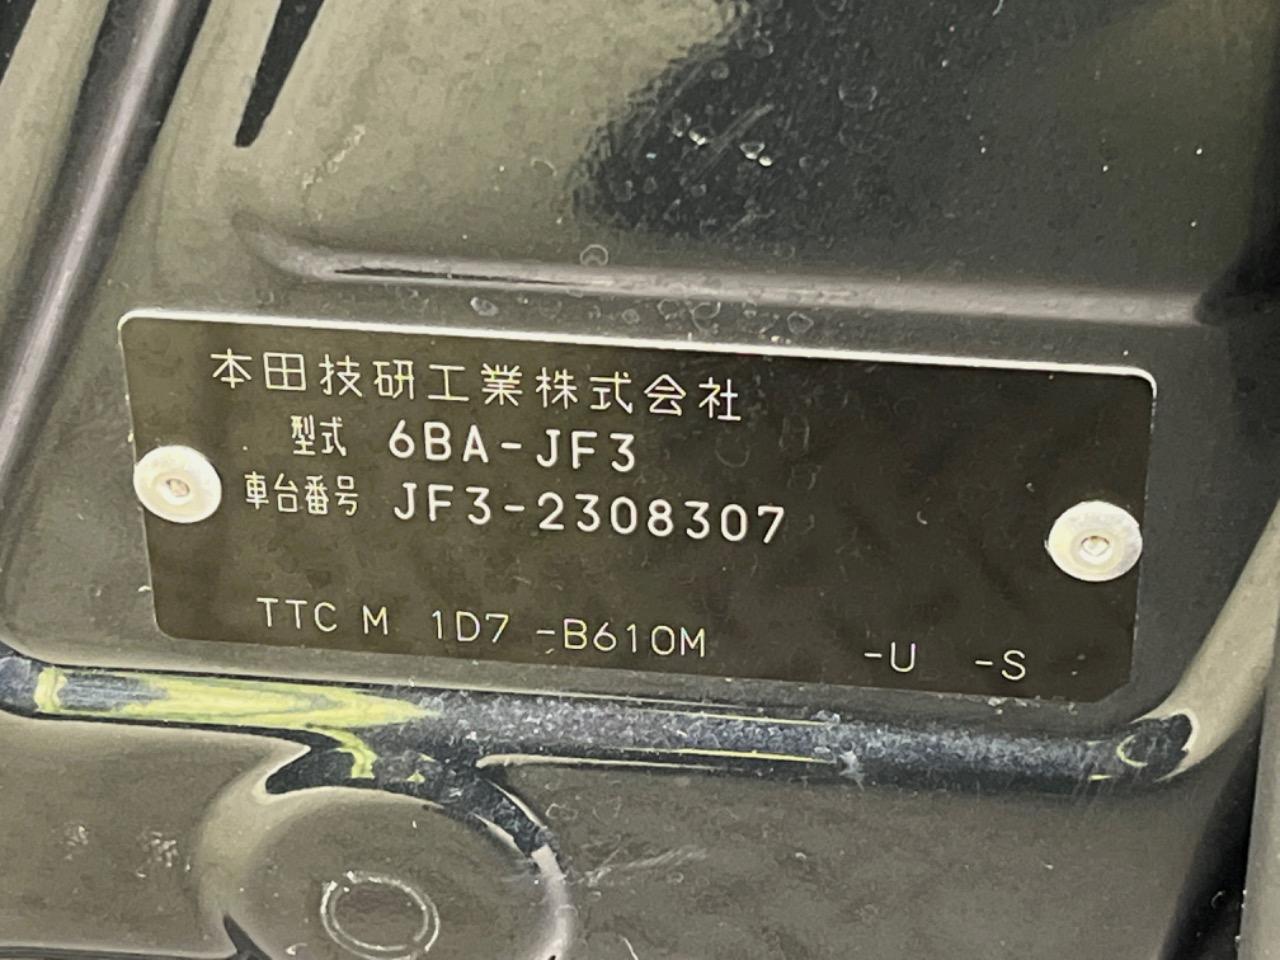 本田技研工業株式会社
型式 6BA-JF3
車台番号 JF3-2308307
TTC M 1D7 -B610M -U -S